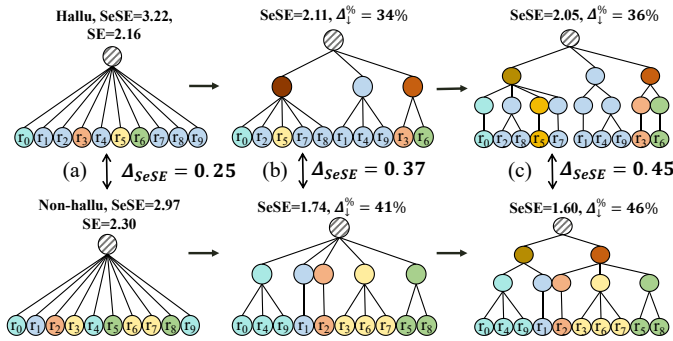 Hallu, SeSE=3.22,
SE=2.16
SeSE=2.11, Δ↓% = 34%
SeSE=2.05, Δ↓% = 36%
r0 r1 r2 r3 r4 r5 r6 r7 r8 r9
r0 r2 r5 r7 r8 r1 r4 r9 r3 r6
r0 r2 r8 r5 r7 r1 r4 r9 r3 r6
(a) ΔSeSE = 0.25
(b) ΔSeSE = 0.37
(c) ΔSeSE = 0.45
Non-hallu, SeSE=2.97
SE=2.30
SeSE=1.74, Δ↓% = 41%
SeSE=1.60, Δ↓% = 46%
r0 r1 r2 r3 r4 r5 r6 r7 r8 r9
r0 r4 r9 r1 r2 r3 r6 r7 r5 r8
r0 r4 r9 r1 r2 r3 r6 r7 r5 r8